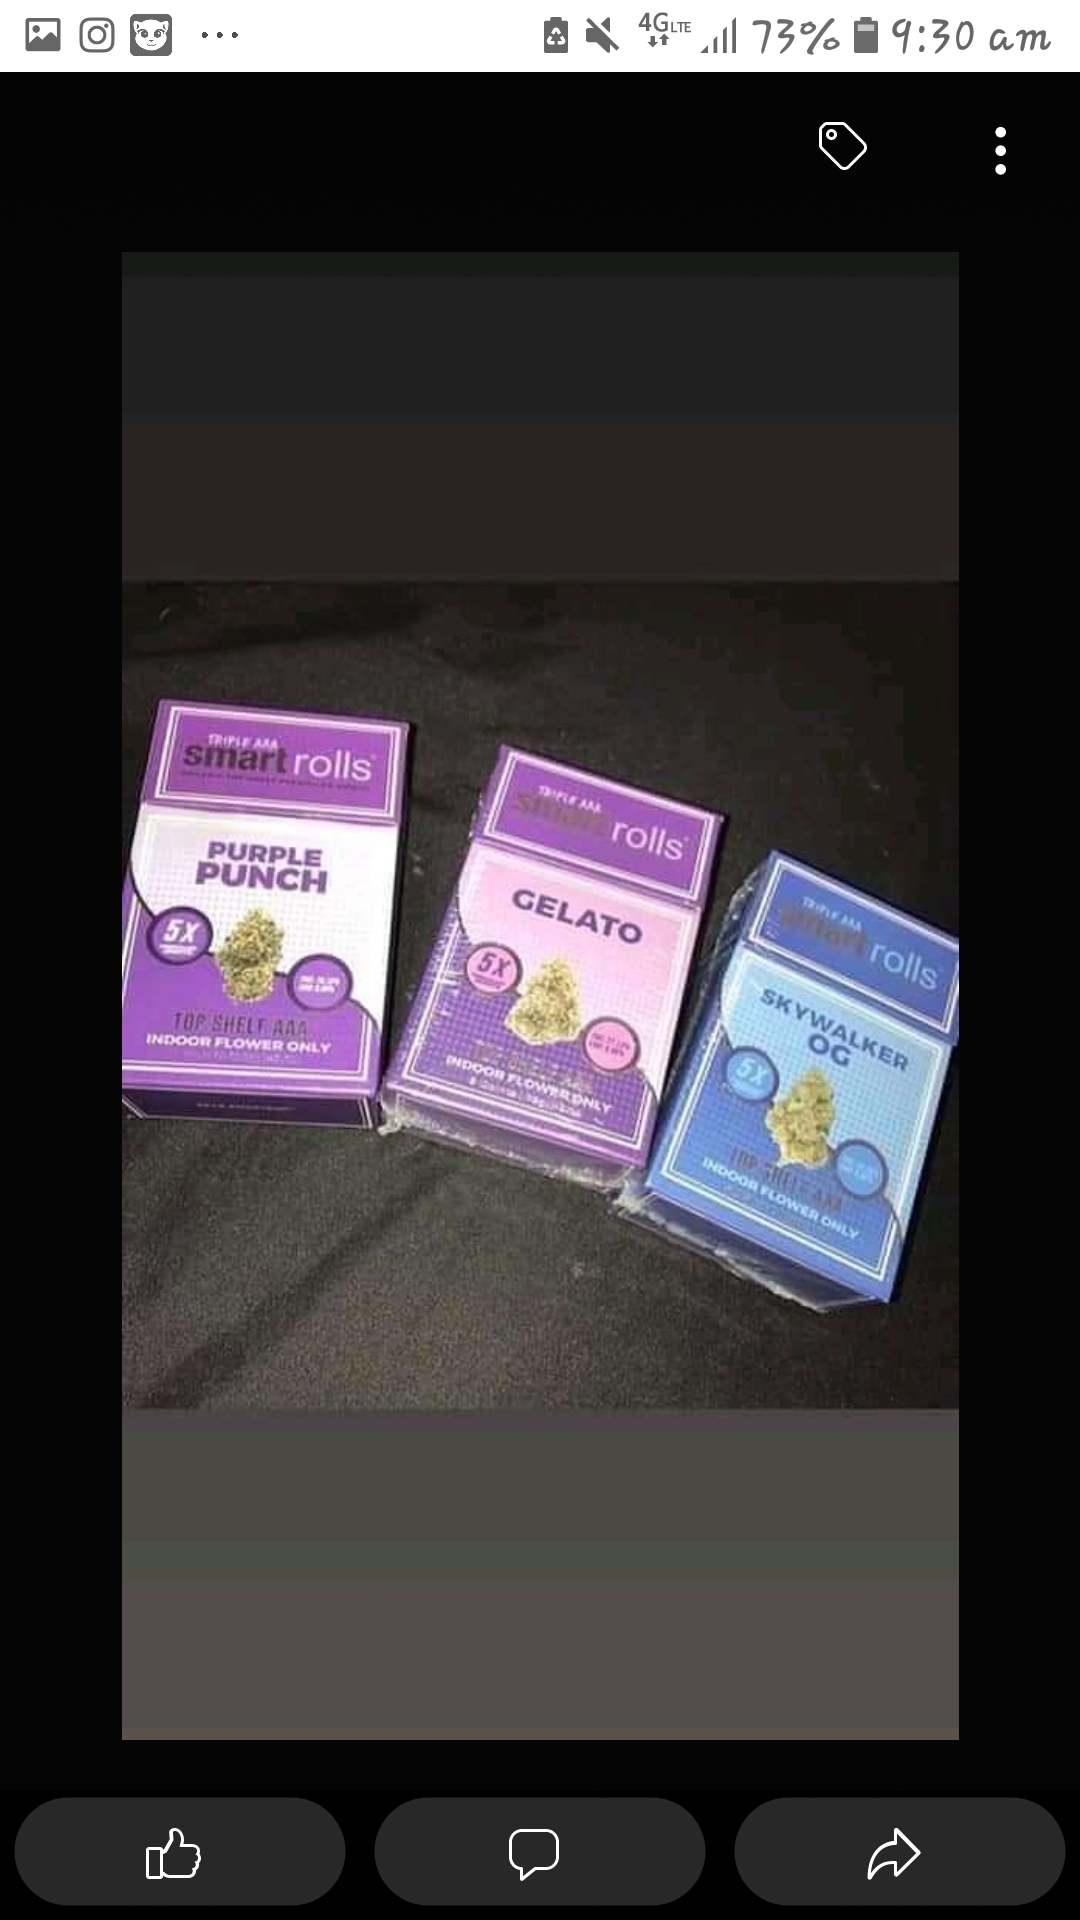 4G LTE 73% 9:30 am
TRIPLE AAA
smart rolls
PURPLE
PUNCH
5X
TOP SHELF AAA
INDOOR FLOWER ONLY
TRIPLE AAA
smart rolls
GELATO
5X
INDOOR FLOWER ONLY
TRIPLE AAA
smart rolls
SKYWALKER
OG
5X
TOP SHELF AAA
INDOOR FLOWER ONLY